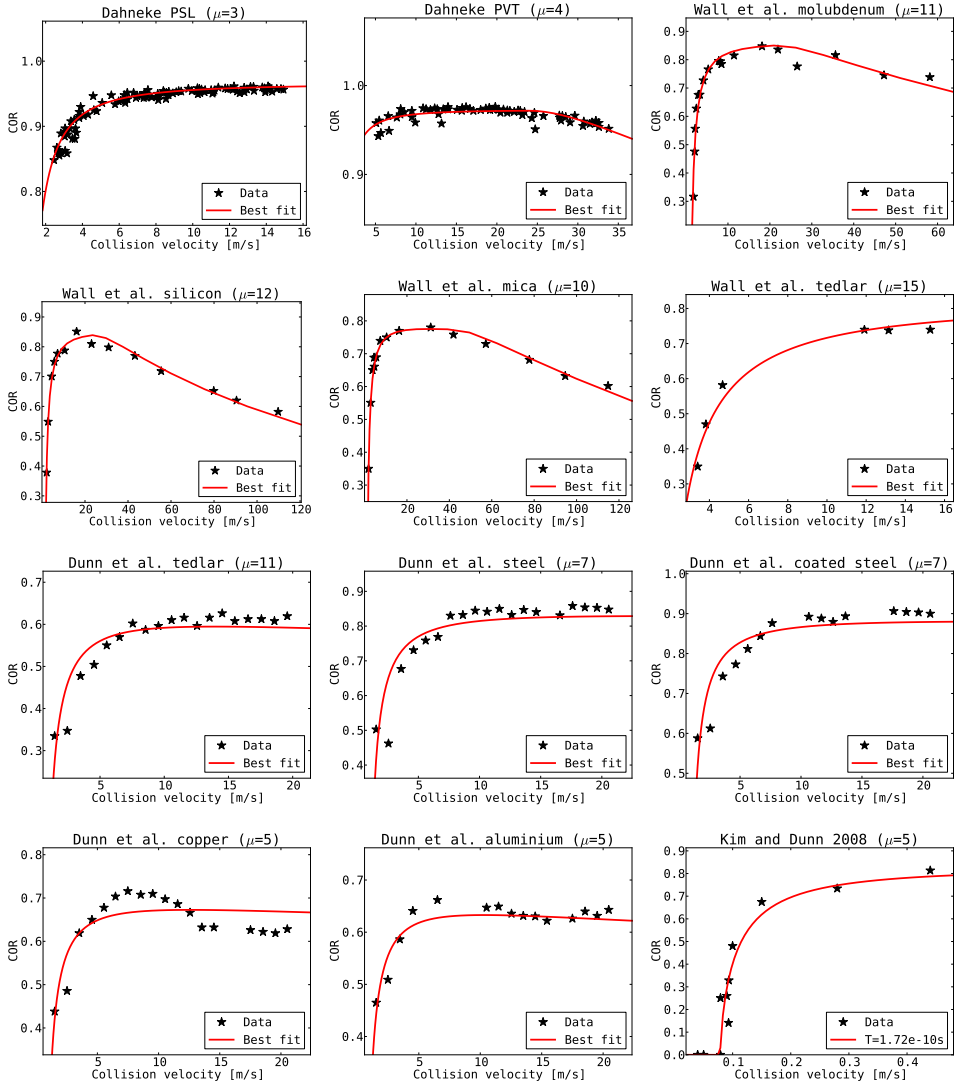 Dahneke PSL (μ=3)
COR
1.0
0.9
0.8
Data
Best fit
2 4 6 8 10 12 14 16
Collision velocity [m/s]
Dahneke PVT (μ=4)
COR
1.0
0.9
Data
Best fit
5 10 15 20 25 30 35
Collision velocity [m/s]
Wall et al. molubdenum (μ=11)
COR
0.9
0.8
0.7
0.6
0.5
0.4
0.3
Data
Best fit
10 20 30 40 50 60
Collision velocity [m/s]
Wall et al. silicon (μ=12)
COR
0.9
0.8
0.7
0.6
0.5
0.4
0.3
Data
Best fit
20 40 60 80 100 120
Collision velocity [m/s]
Wall et al. mica (μ=10)
COR
0.8
0.7
0.6
0.5
0.4
0.3
Data
Best fit
20 40 60 80 100 120
Collision velocity [m/s]
Wall et al. tedlar (μ=15)
COR
0.8
0.7
0.6
0.5
0.4
0.3
Data
Best fit
4 6 8 10 12 14 16
Collision velocity [m/s]
Dunn et al. tedlar (μ=11)
COR
0.7
0.6
0.5
0.4
0.3
Data
Best fit
5 10 15 20
Collision velocity [m/s]
Dunn et al. steel (μ=7)
COR
0.9
0.8
0.7
0.6
0.5
0.4
Data
Best fit
5 10 15 20
Collision velocity [m/s]
Dunn et al. coated steel (μ=7)
COR
1.0
0.9
0.8
0.7
0.6
0.5
Data
Best fit
5 10 15 20
Collision velocity [m/s]
Dunn et al. copper (μ=5)
COR
0.8
0.7
0.6
0.5
0.4
Data
Best fit
5 10 15 20
Collision velocity [m/s]
Dunn et al. aluminium (μ=5)
COR
0.7
0.6
0.5
0.4
Data
Best fit
5 10 15 20
Collision velocity [m/s]
Kim and Dunn 2008 (μ=5)
COR
0.9
0.8
0.7
0.6
0.5
0.4
0.3
0.2
0.1
0.0
Data
T=1.72e-10s
0.1 0.2 0.3 0.4
Collision velocity [m/s]